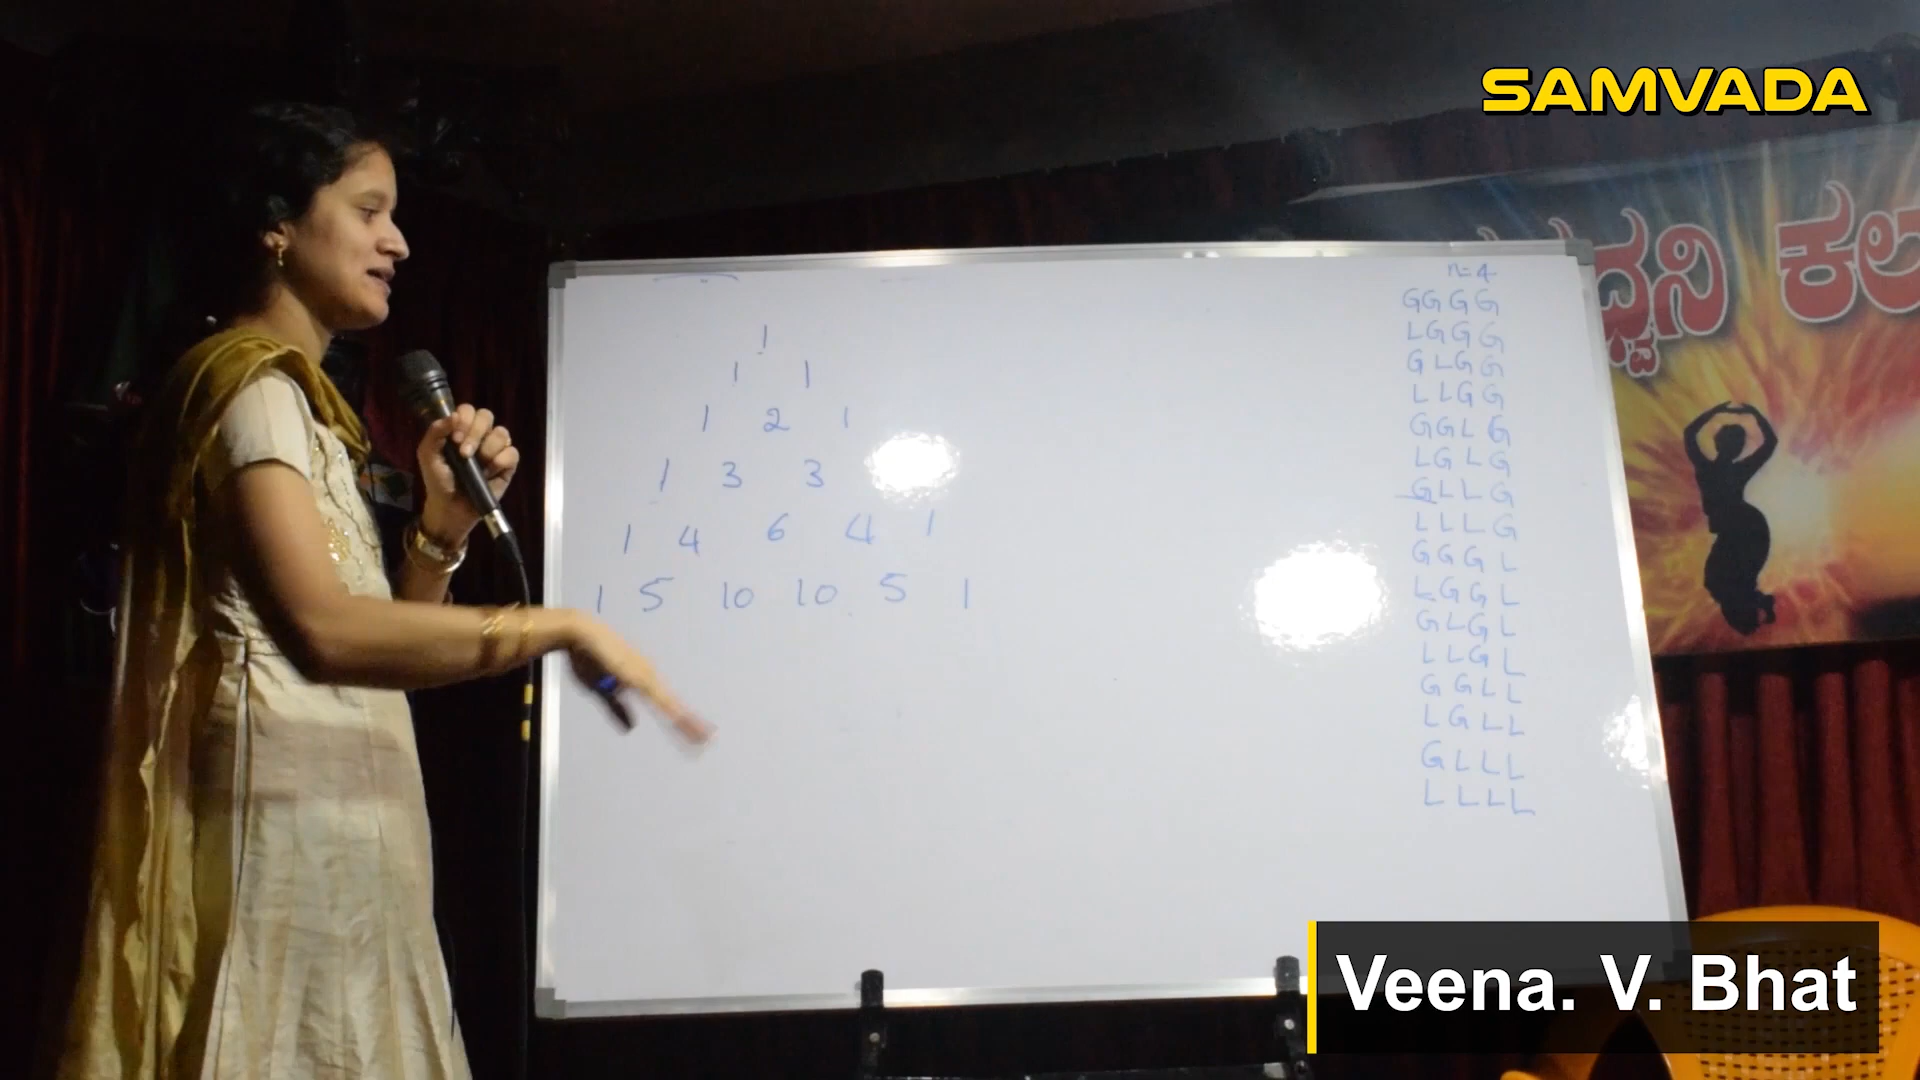 SAMVADA
ಧ್ವನಿ ಕಲ
1
1 1
1 2 1
1 3 3
1 4 6 4 1
1 5 10 10 5 1
n=4
GGGG
LGGG
GLGG
LLGG
GGLG
LGLG
GLLG
LLLG
GGGL
LGGL
GLGL
LLGL
GGLL
LGLL
GLLL
LLLL
Veena. V. Bhat